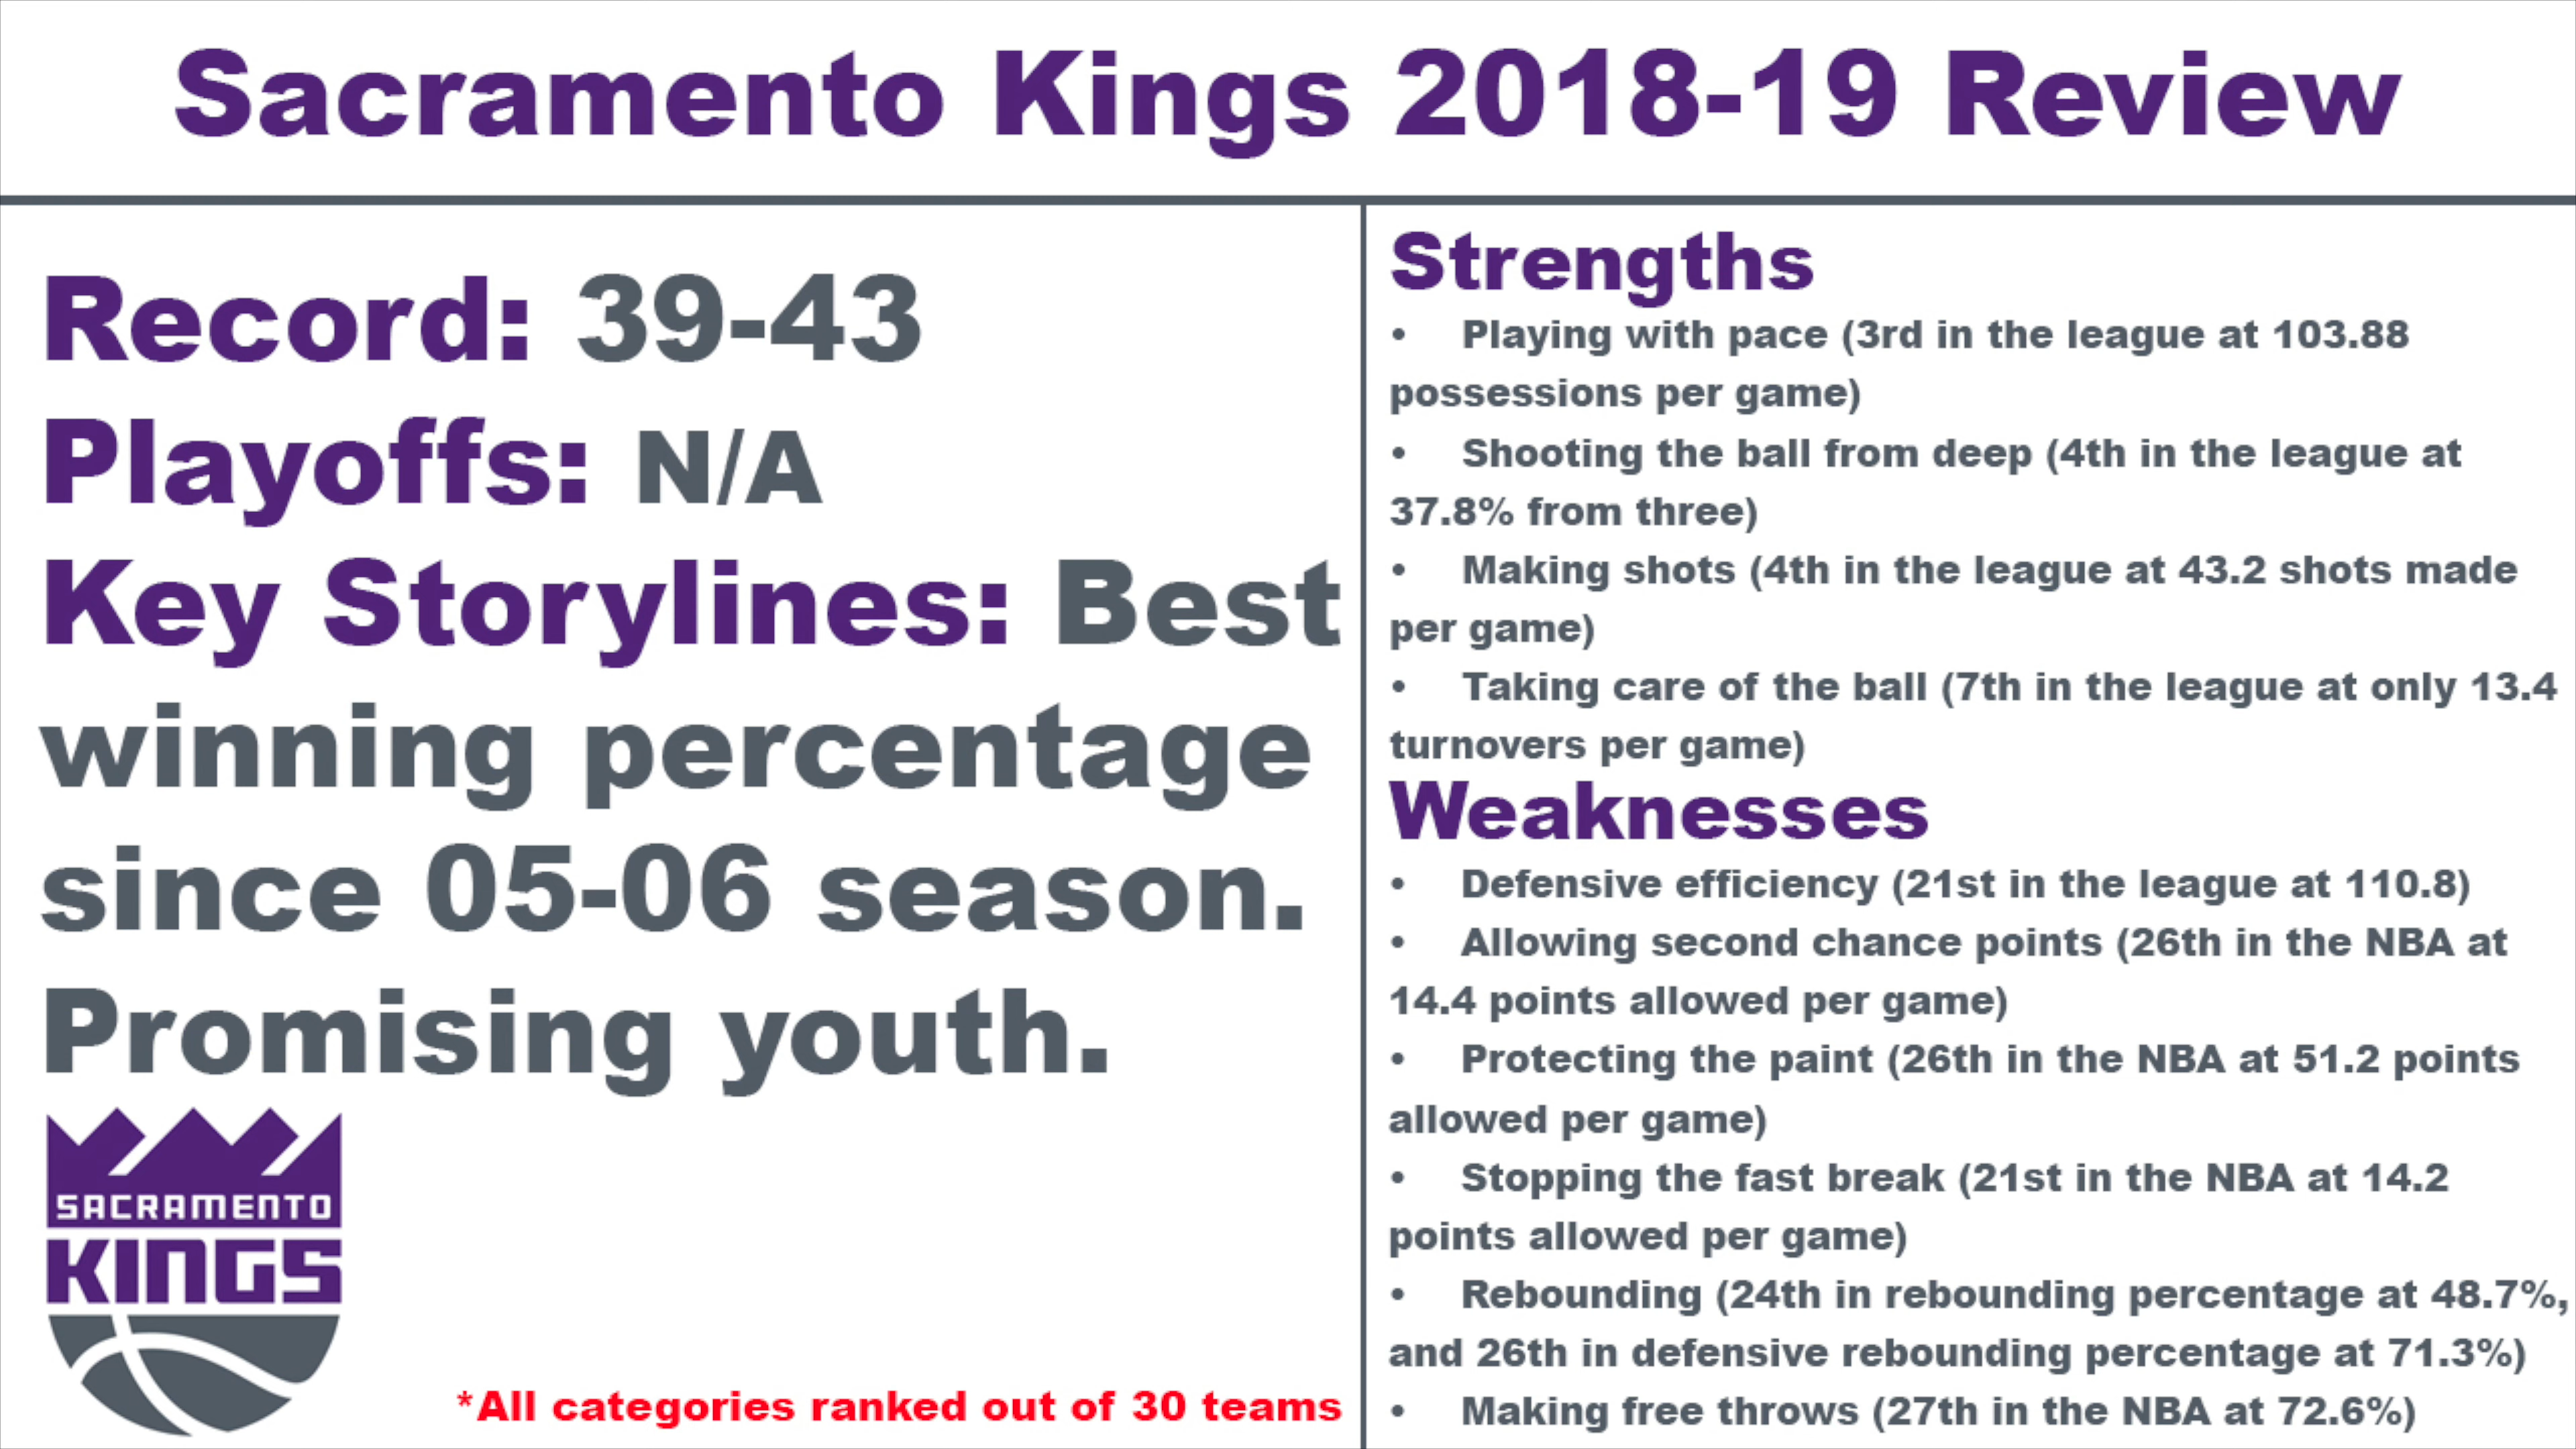 Sacramento Kings 2018-19 Review
Record: 39-43
Playoffs: N/A
Key Storylines: Best
winning percentage
since 05-06 season.
Promising youth.
SACRAMENTO
KINGS
*All categories ranked out of 30 teams
Strengths
• Playing with pace (3rd in the league at 103.88
possessions per game)
• Shooting the ball from deep (4th in the league at
37.8% from three)
• Making shots (4th in the league at 43.2 shots made
per game)
• Taking care of the ball (7th in the league at only 13.4
turnovers per game)
Weaknesses
• Defensive efficiency (21st in the league at 110.8)
• Allowing second chance points (26th in the NBA at
14.4 points allowed per game)
• Protecting the paint (26th in the NBA at 51.2 points
allowed per game)
• Stopping the fast break (21st in the NBA at 14.2
points allowed per game)
• Rebounding (24th in rebounding percentage at 48.7%,
and 26th in defensive rebounding percentage at 71.3%)
• Making free throws (27th in the NBA at 72.6%)